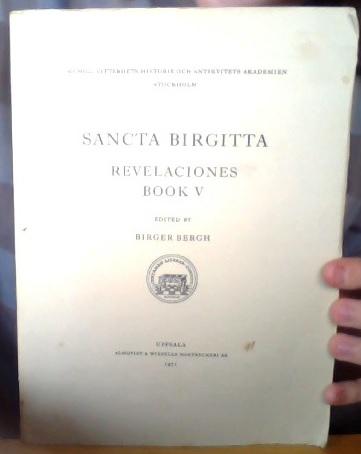 VITTERHETS HISTORIE OCH ANTIKVITETS AKADEMIEN
STOCKHOLM
SANCTA BIRGITTA
REVELACIONES
BOOK V
EDITED BY
BIRGER BERGH
UPPSALA
ALMQVIST & WIKSELLS BOKTRYCKERI AB
1971